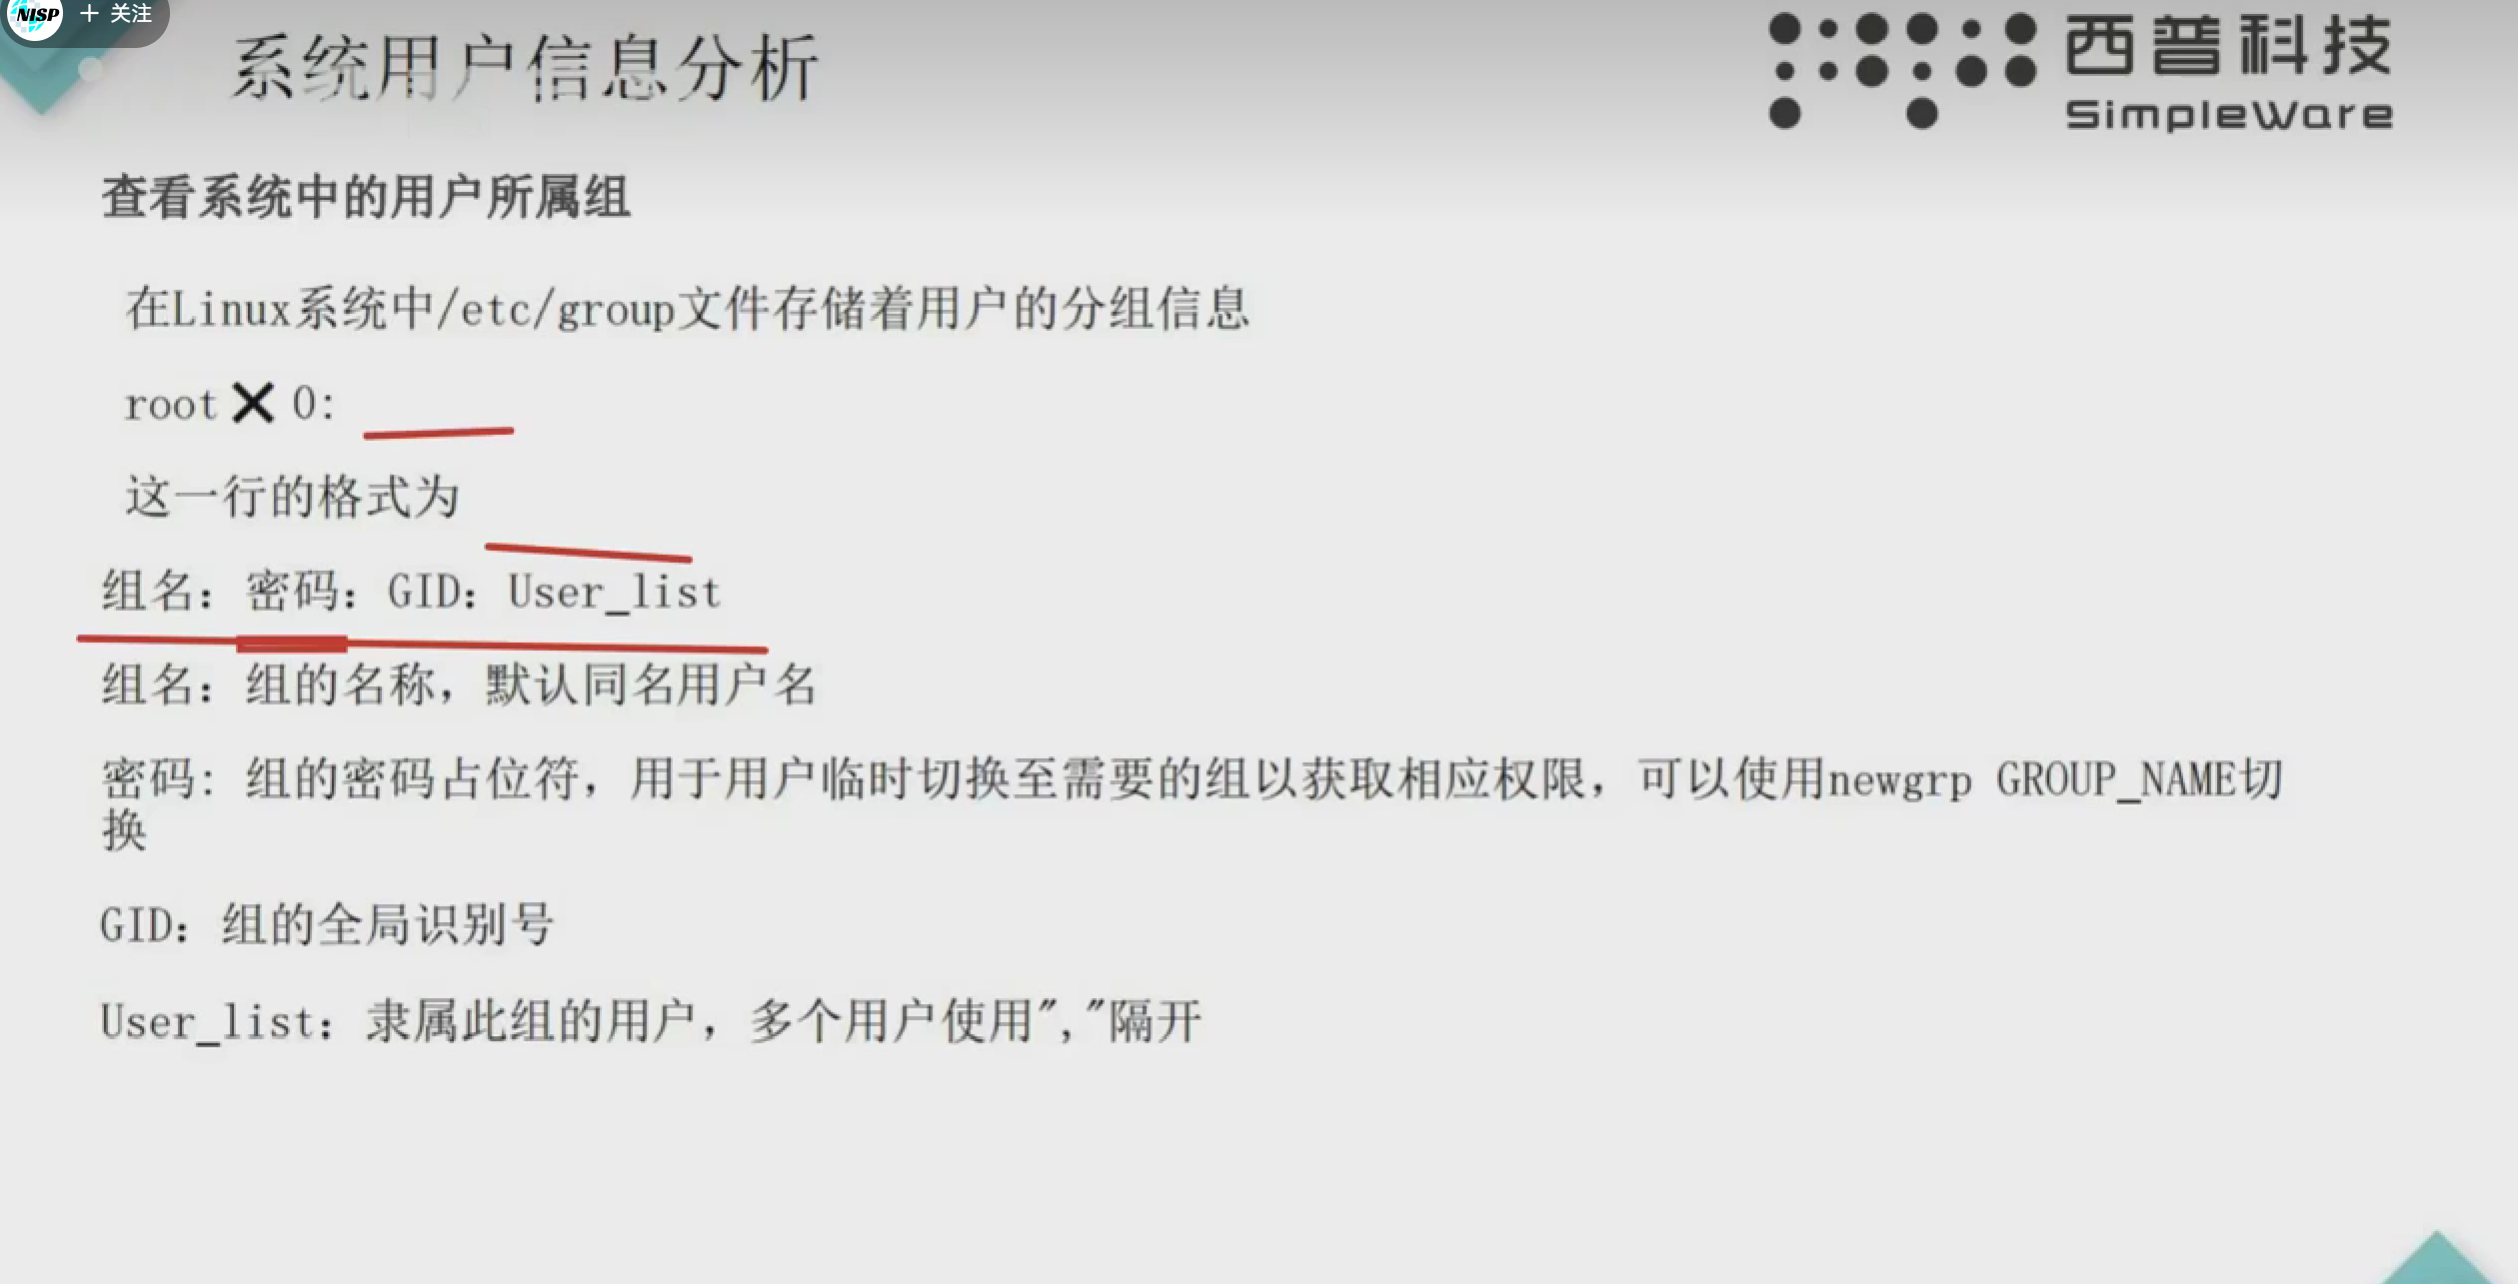 NISP + 关注
系统用户信息分析
西普科技
SimpleWare
查看系统中的用户所属组
在Linux系统中/etc/group文件存储着用户的分组信息
root❌0:
这一行的格式为
组名：密码：GID：User_list
组名：组的名称，默认同名用户名
密码：组的密码占位符，用于用户临时切换至需要的组以获取相应权限，可以使用newgrp GROUP_NAME切
换
GID：组的全局识别号
User_list：隶属此组的用户，多个用户使用","隔开